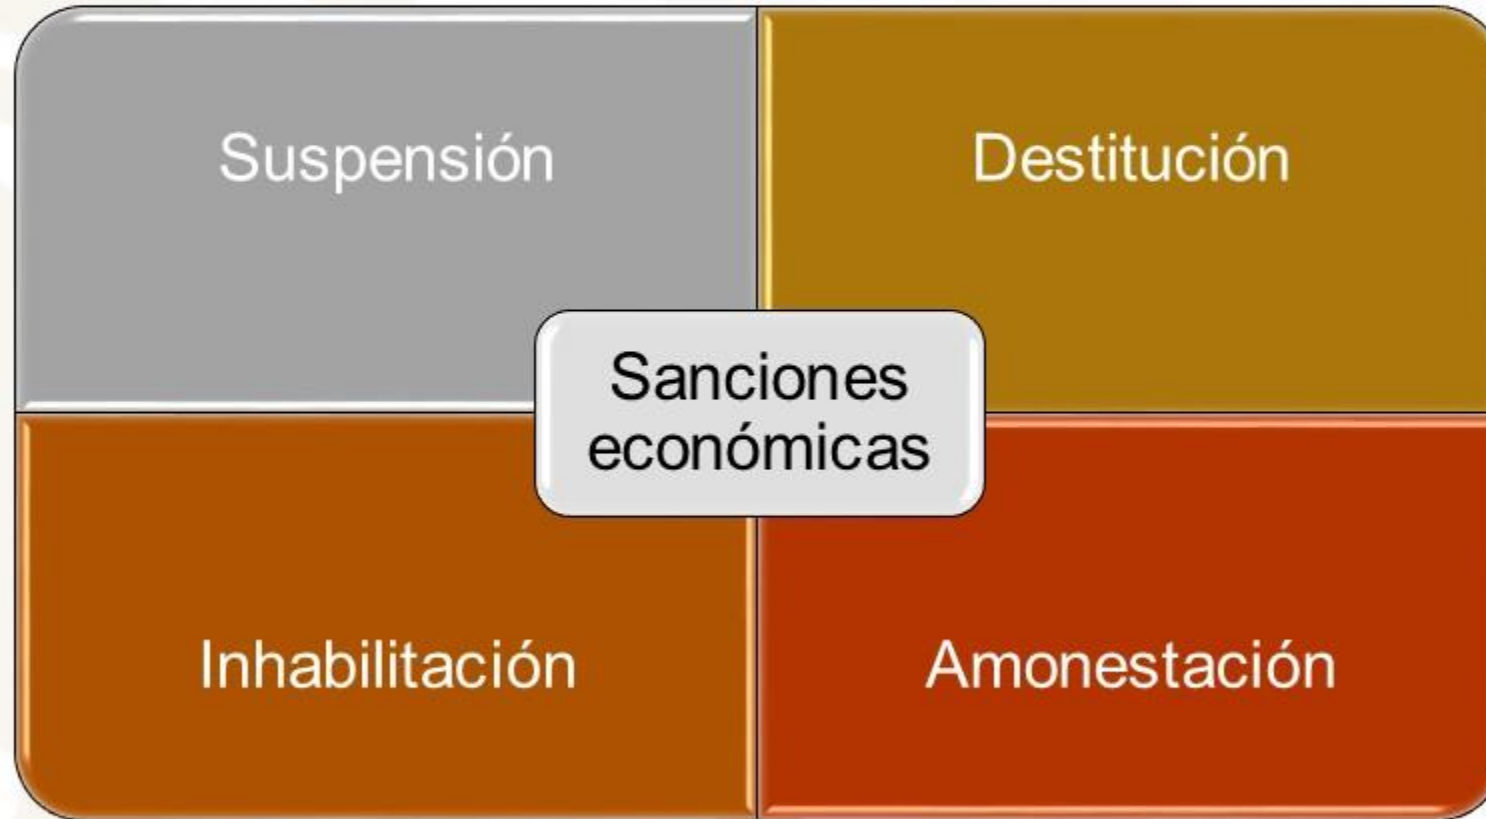 Suspensión
Destitución
Sanciones
económicas
Inhabilitación
Amonestación